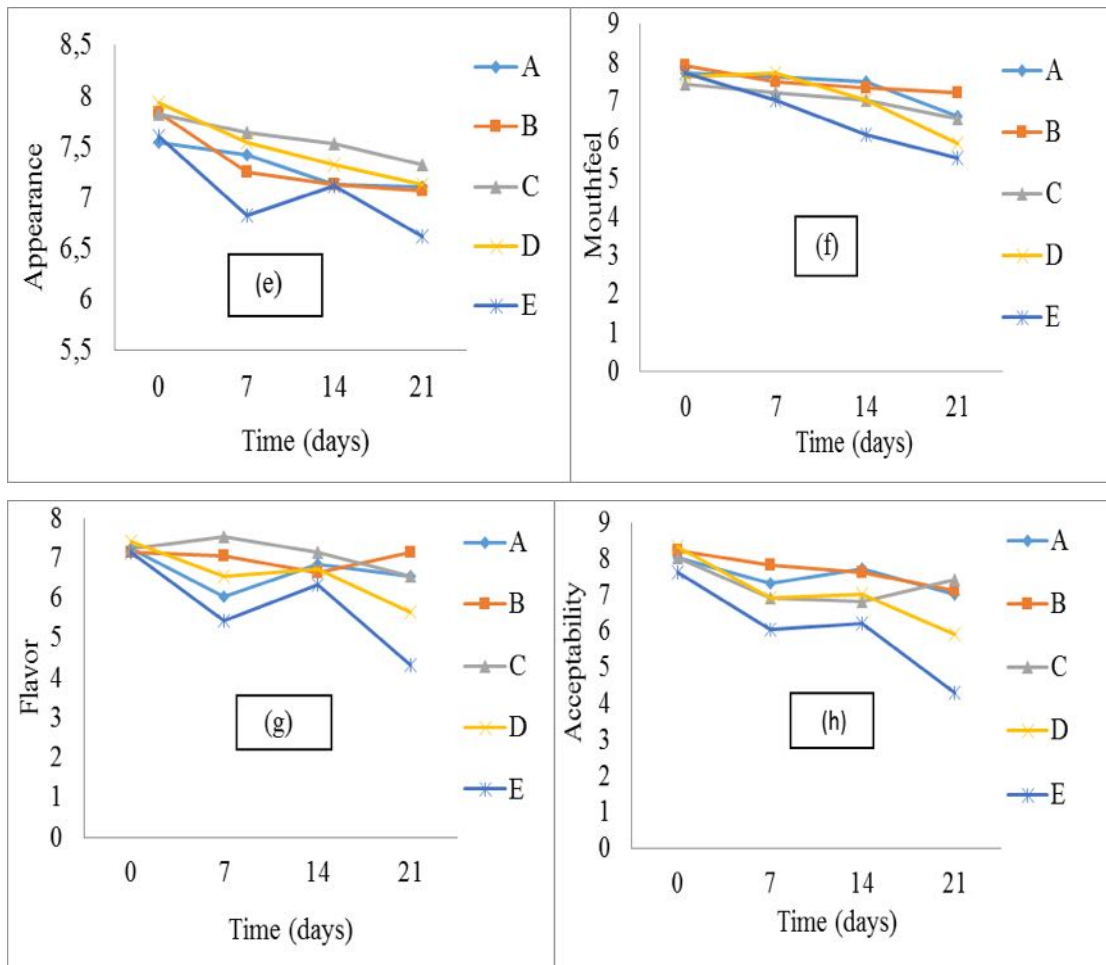 8,5
8
7,5
7
6,5
6
5,5
Appearance
0 7 14 21
Time (days)
(e)
A
B
C
D
E
9
8
7
6
5
4
3
2
1
0
Mouthfeel
0 7 14 21
Time (days)
(f)
A
B
C
D
E
8
7
6
5
4
3
2
1
0
Flavor
0 7 14 21
Time (days)
(g)
A
B
C
D
E
9
8
7
6
5
4
3
2
1
0
Acceptability
0 7 14 21
Time (days)
(h)
A
B
C
D
E